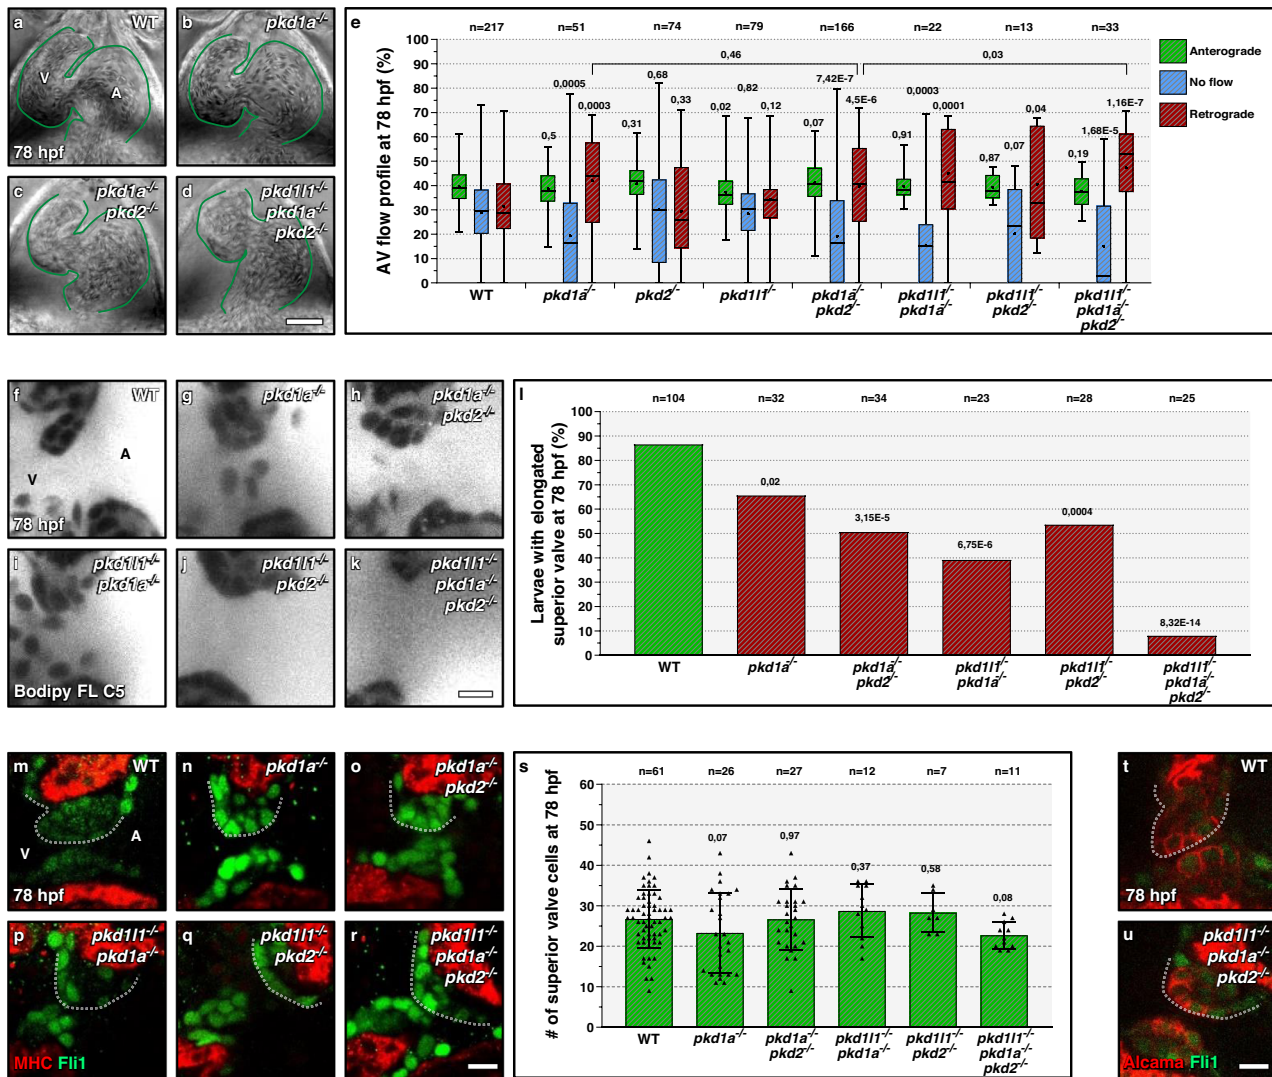 a
WT
V
A
78 hpf
b
pkd1a-/-
c
pkd1a-/-
pkd2-/-
d
pkd1l1-/-
pkd1a-/-
pkd2-/-
e
n=217
n=51
n=74
n=79
n=166
n=22
n=13
n=33
AV flow profile at 78 hpf (%)
100
90
80
70
60
50
40
30
20
10
0
0,46
0,03
0,5
0,0005
0,0003
0,31
0,68
0,33
0,02
0,82
0,12
0,07
7,42E-7
4,5E-6
0,91
0,0003
0,0001
0,87
0,07
0,04
0,19
1,68E-5
1,16E-7
WT
pkd1a-/-
pkd2-/-
pkd1l1-/-
pkd1a-/-
pkd2-/-
pkd1l1-/-
pkd1a-/-
pkd1l1-/-
pkd2-/-
pkd1l1-/-
pkd1a-/-
pkd2-/-
Anterograde
No flow
Retrograde
f
WT
A
V
78 hpf
g
pkd1a-/-
h
pkd1a-/-
pkd2-/-
i
pkd1l1-/-
pkd1a-/-
Bodipy FL C5
j
pkd1l1-/-
pkd2-/-
k
pkd1l1-/-
pkd1a-/-
pkd2-/-
l
n=104
n=32
n=34
n=23
n=28
n=25
Larvae with elongated
superior valve at 78 hpf (%)
100
90
80
70
60
50
40
30
20
10
0
0,02
3,15E-5
6,75E-6
0,0004
8,32E-14
WT
pkd1a-/-
pkd1a-/-
pkd2-/-
pkd1l1-/-
pkd1a-/-
pkd1l1-/-
pkd2-/-
pkd1l1-/-
pkd1a-/-
pkd2-/-
m
WT
A
V
78 hpf
n
pkd1a-/-
o
pkd1a-/-
pkd2-/-
p
pkd1l1-/-
pkd1a-/-
MHC Fli1
q
pkd1l1-/-
pkd2-/-
r
pkd1l1-/-
pkd1a-/-
pkd2-/-
s
n=61
n=26
n=27
n=12
n=7
n=11
# of superior valve cells at 78 hpf
60
50
40
30
20
10
0
0,07
0,97
0,37
0,58
0,08
WT
pkd1a-/-
pkd1a-/-
pkd2-/-
pkd1l1-/-
pkd1a-/-
pkd1l1-/-
pkd2-/-
pkd1l1-/-
pkd1a-/-
pkd2-/-
t
WT
78 hpf
u
pkd1l1-/-
pkd1a-/-
pkd2-/-
Alcama Fli1